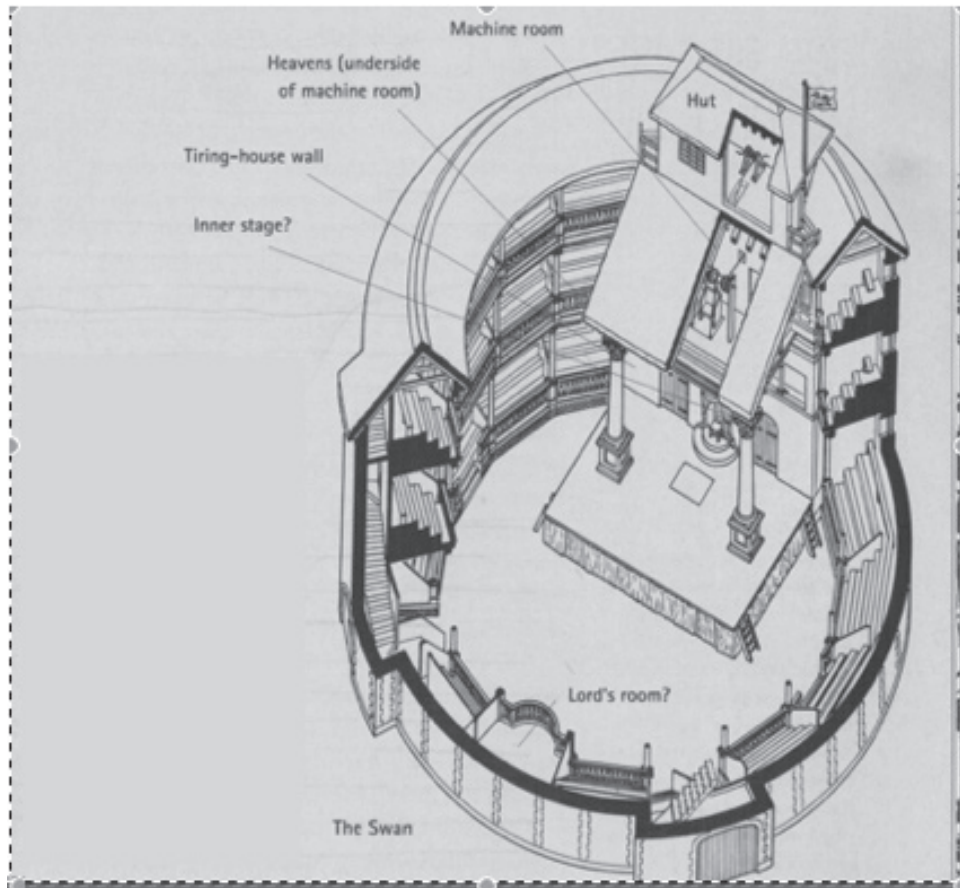 Machine room
Heavens (underside
of machine room)
Hut
Tiring-house wall
Inner stage?
Lord's room?
The Swan